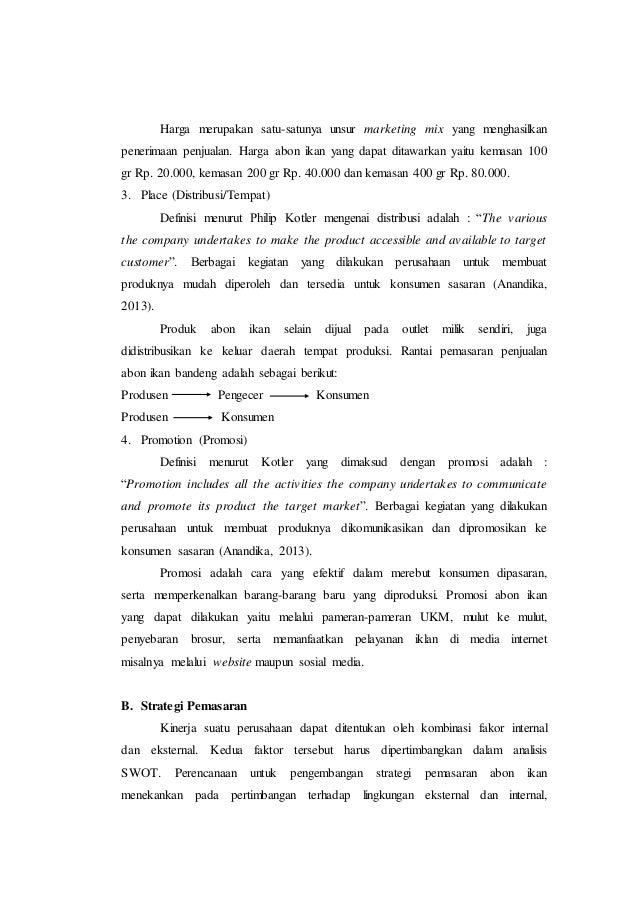 Harga merupakan satu-satunya unsur marketing mix yang menghasilkan
penerimaan penjualan. Harga abon ikan yang dapat ditawarkan yaitu kemasan 100
gr Rp. 20.000, kemasan 200 gr Rp. 40.000 dan kemasan 400 gr Rp. 80.000.
3. Place (Distribusi/Tempat)
Definisi menurut Philip Kotler mengenai distribusi adalah : “The various
the company undertakes to make the product accessible and available to target
customer”. Berbagai kegiatan yang dilakukan perusahaan untuk membuat
produknya mudah diperoleh dan tersedia untuk konsumen sasaran (Anandika,
2013).
Produk abon ikan selain dijual pada outlet milik sendiri, juga
didistribusikan ke keluar daerah tempat produksi. Rantai pemasaran penjualan
abon ikan bandeng adalah sebagai berikut:
Produsen Pengecer Konsumen
Produsen Konsumen
4. Promotion (Promosi)
Definisi menurut Kotler yang dimaksud dengan promosi adalah :
“Promotion includes all the activities the company undertakes to communicate
and promote its product the target market”. Berbagai kegiatan yang dilakukan
perusahaan untuk membuat produknya dikomunikasikan dan dipromosikan ke
konsumen sasaran (Anandika, 2013).
Promosi adalah cara yang efektif dalam merebut konsumen dipasaran,
serta memperkenalkan barang-barang baru yang diproduksi. Promosi abon ikan
yang dapat dilakukan yaitu melalui pameran-pameran UKM, mulut ke mulut,
penyebaran brosur, serta memanfaatkan pelayanan iklan di media internet
misalnya melalui website maupun sosial media.
B. Strategi Pemasaran
Kinerja suatu perusahaan dapat ditentukan oleh kombinasi fakor internal
dan eksternal. Kedua faktor tersebut harus dipertimbangkan dalam analisis
SWOT. Perencanaan untuk pengembangan strategi pemasaran abon ikan
menekankan pada pertimbangan terhadap lingkungan eksternal dan internal,